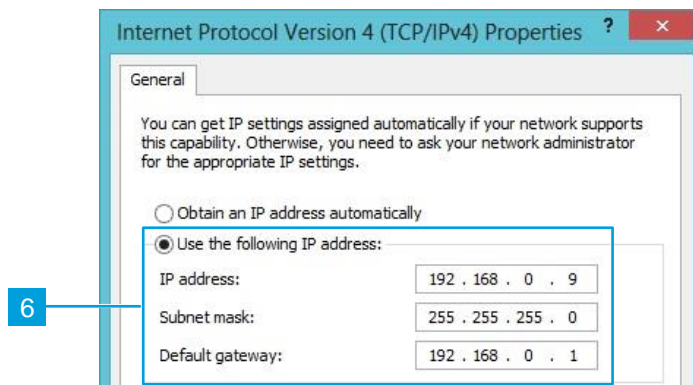 Internet Protocol Version 4 (TCP/IPv4) Properties ? ×
General
You can get IP settings assigned automatically if your network supports
this capability. Otherwise, you need to ask your network administrator
for the appropriate IP settings.
Obtain an IP address automatically
Use the following IP address:
IP address: 192 . 168 . 0 . 9
6
Subnet mask: 255 . 255 . 255 . 0
Default gateway: 192 . 168 . 0 . 1